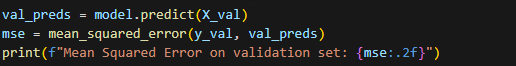 val_preds = model.predict(X_val)
mse = mean_squared_error(y_val, val_preds)
print(f"Mean Squared Error on validation set: {mse:.2f}")